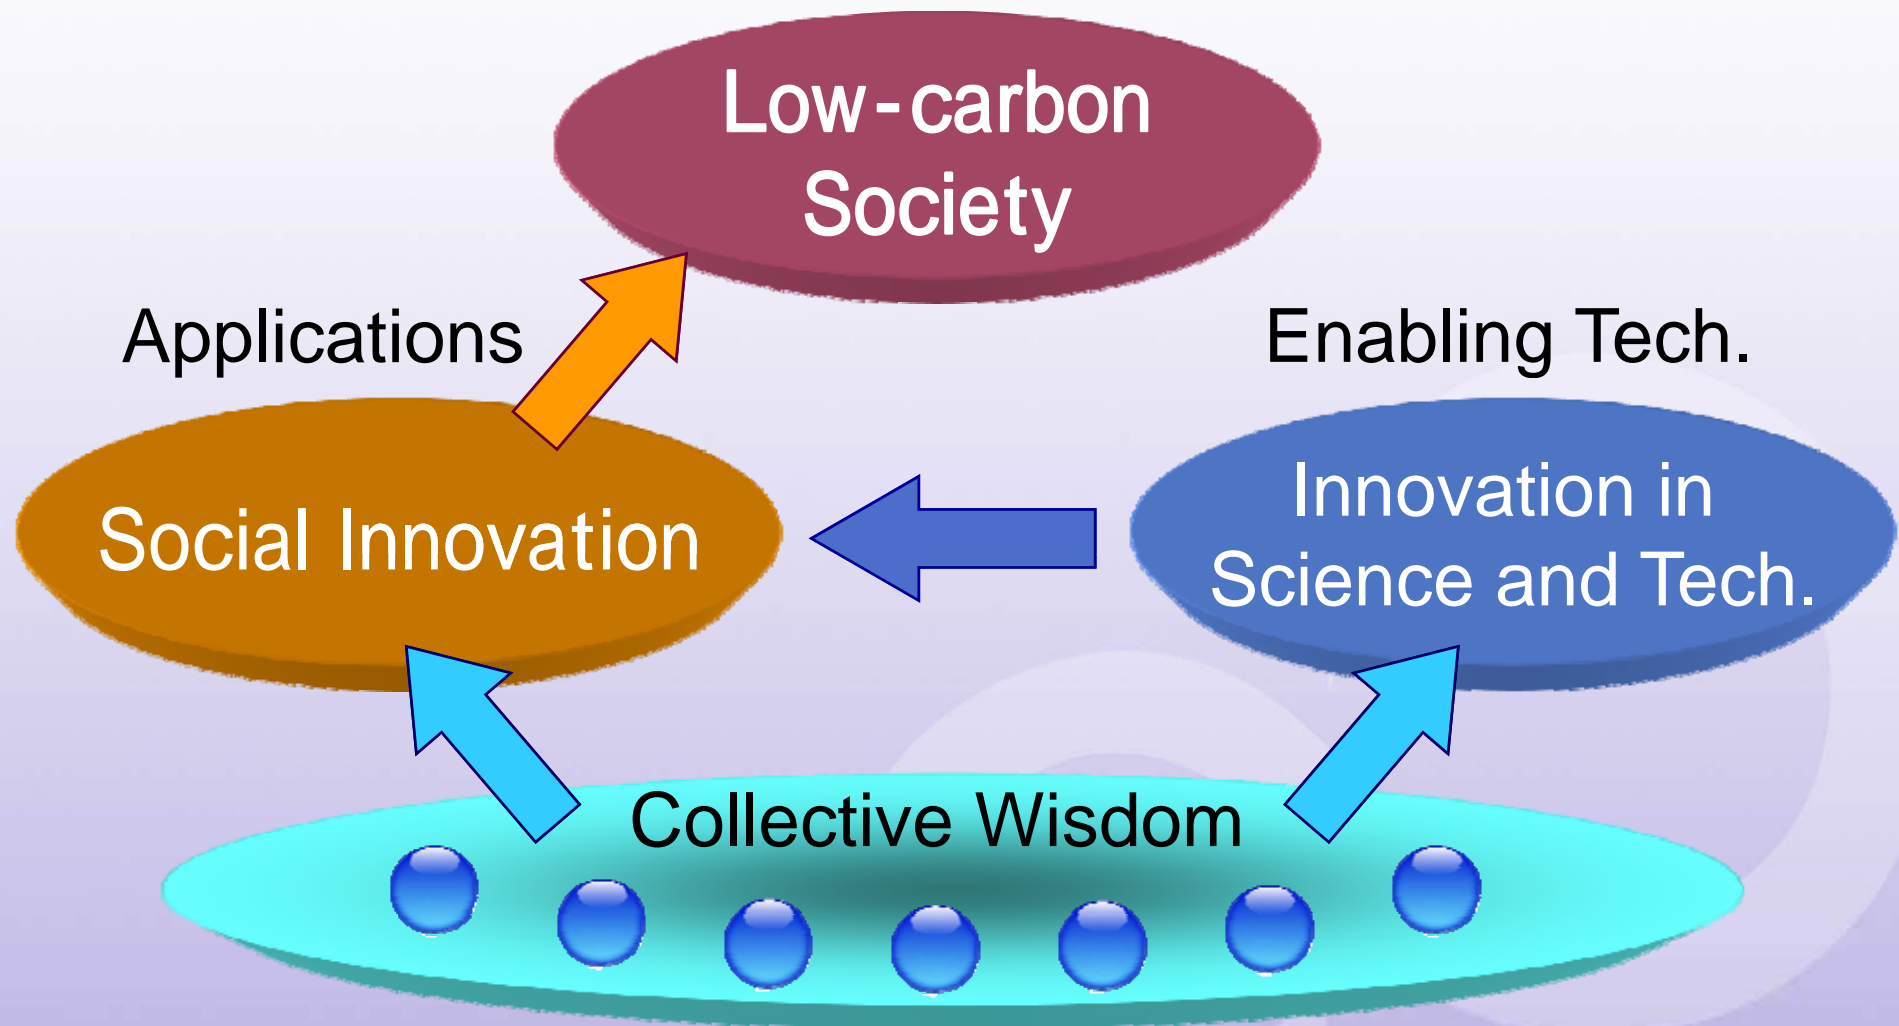 Low-carbon
Society
Applications
Enabling Tech.
Social Innovation
Innovation in
Science and Tech.
Collective Wisdom